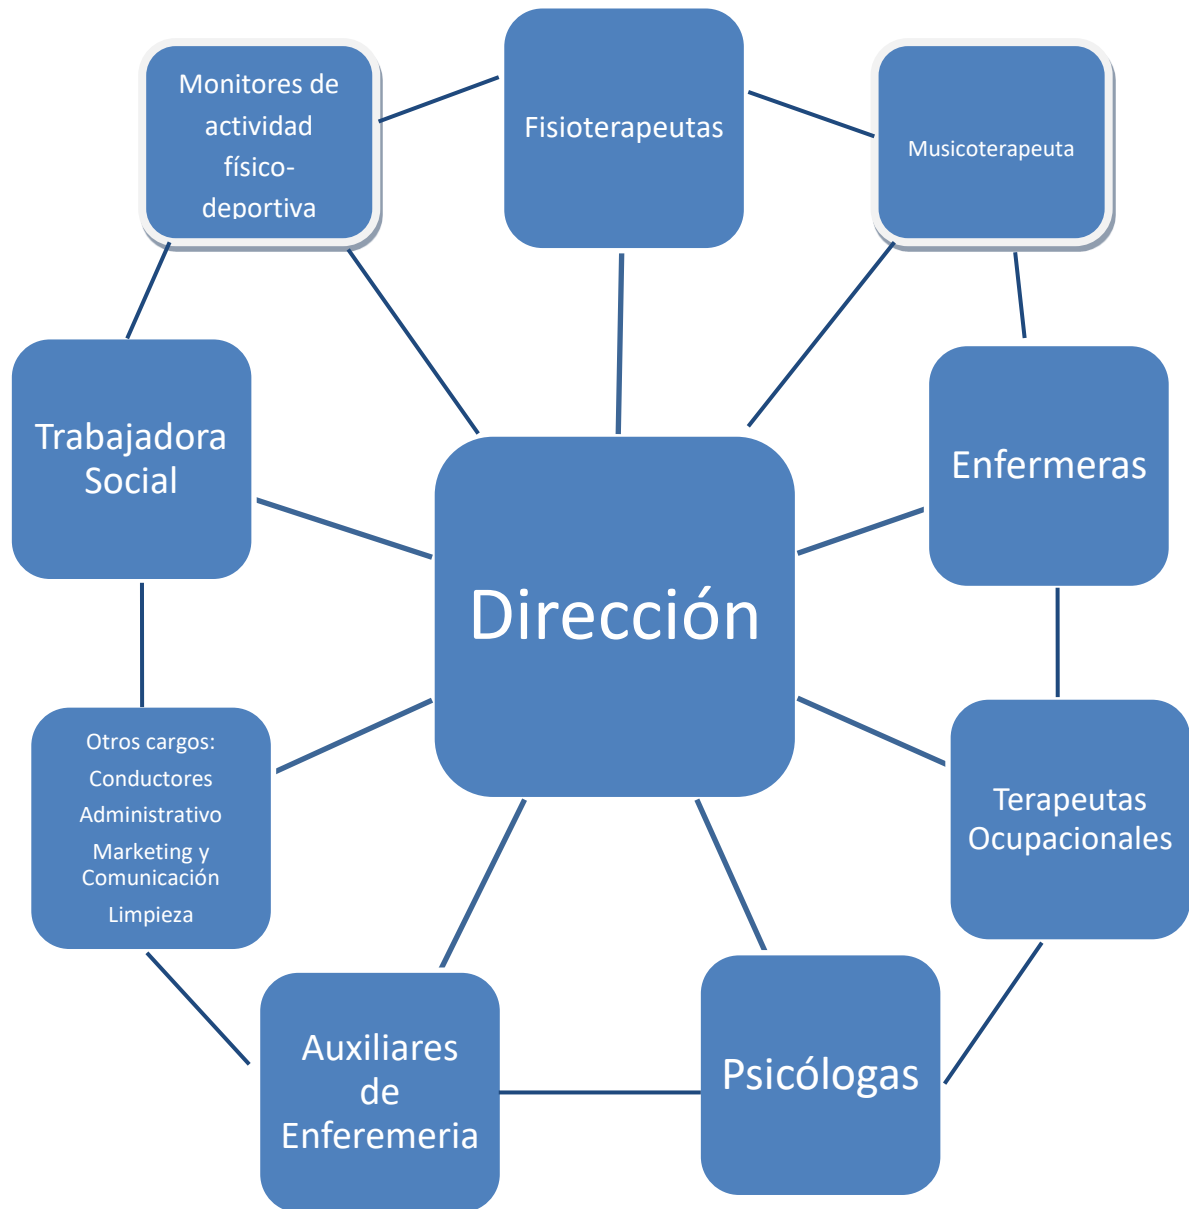 Monitores de
actividad
físico-
deportiva
Fisioterapeutas
Musicoterapeuta
Trabajadora
Social
Enfermeras
Dirección
Otros cargos:
Conductores
Administrativo
Marketing y
Comunicación
Limpieza
Terapeutas
Ocupacionales
Auxiliares
de
Enferemeria
Psicólogas